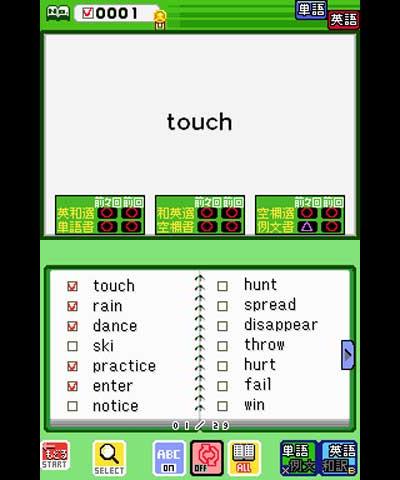 No.
0001
単語
英語
touch
前々回 前回
英和選
単語書
前々回 前回
和英選
空欄書
前々回 前回
空欄選
例文書
touch
rain
dance
ski
practice
enter
notice
hunt
spread
disappear
throw
hurt
fail
win
01/29
もどる
START
SELECT
ABC
ON
OFF
ALL
単語
X例文
英語
和訳B